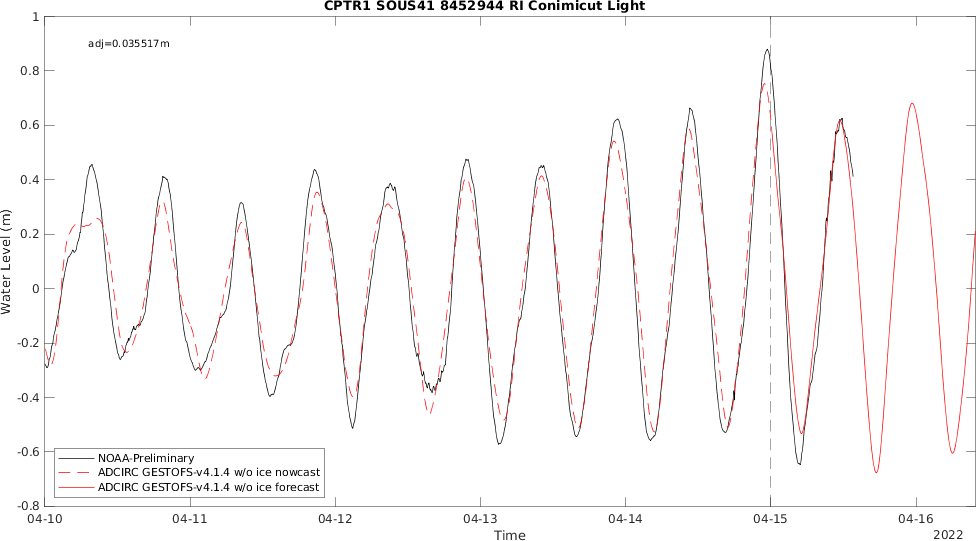 CPTR1 SOUS41 8452944 RI Conimicut Light
adj=0.035517m
1
0.8
0.6
0.4
0.2
0
-0.2
-0.4
-0.6
-0.8
Water Level (m)
NOAA-Preliminary
ADCIRC GESTOFS-v4.1.4 w/o ice nowcast
ADCIRC GESTOFS-v4.1.4 w/o ice forecast
04-10 04-11 04-12 04-13 04-14 04-15 04-16
Time
2022